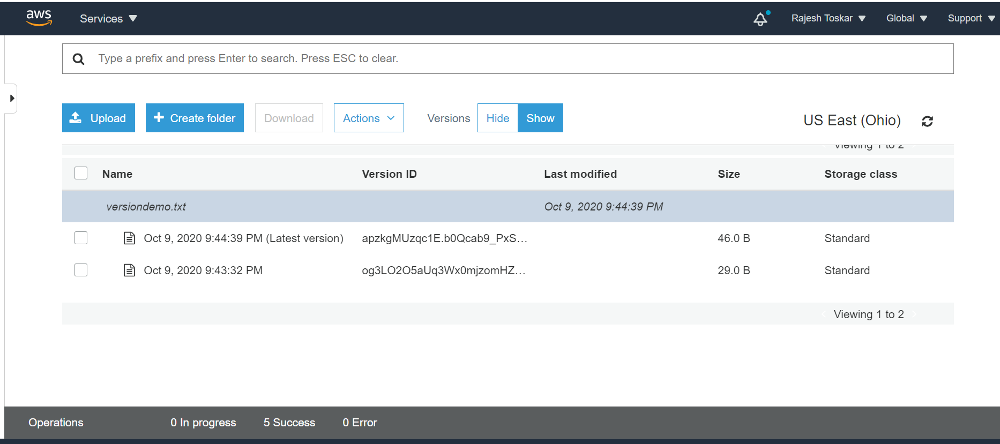 aws Services Rajesh Toskar Global Support
Type a prefix and press Enter to search. Press ESC to clear.
Upload Create folder Download Actions Versions Hide Show US East (Ohio)
Viewing 1 to 2
Name Version ID Last modified Size Storage class
versiondemo.txt Oct 9, 2020 9:44:39 PM
Oct 9, 2020 9:44:39 PM (Latest version) apzkgMUzqc1E.b0Qcab9_PxS... 46.0 B Standard
Oct 9, 2020 9:43:32 PM og3LO2O5aUq3Wx0mjzomHZ... 29.0 B Standard
Viewing 1 to 2
Operations 0 In progress 5 Success 0 Error